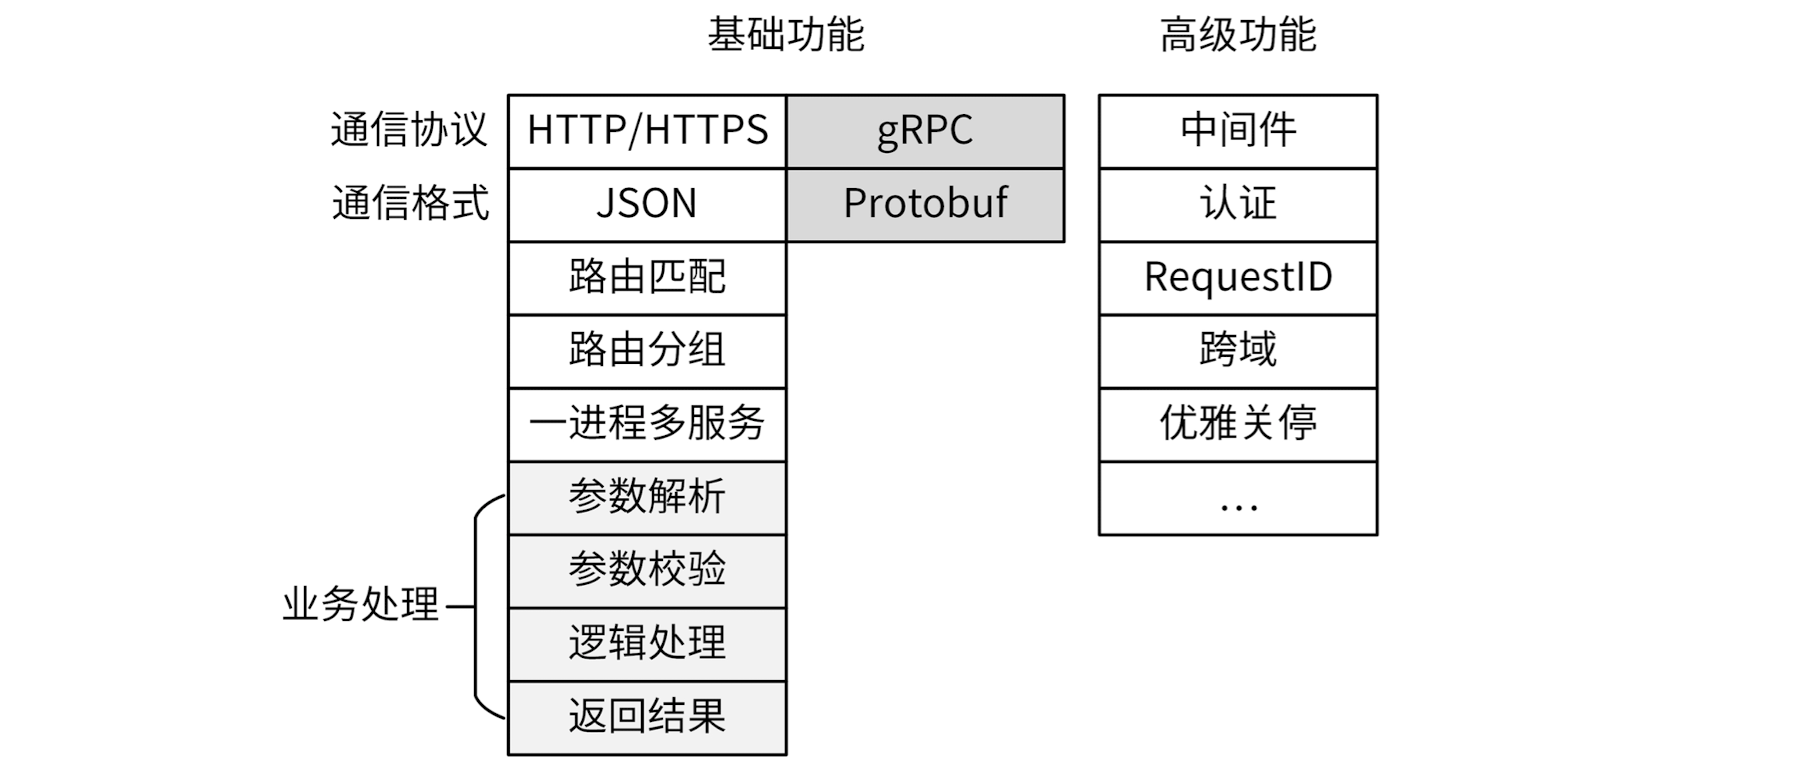 基础功能 高级功能
通信协议 HTTP/HTTPS gRPC 中间件
通信格式 JSON Protobuf 认证
路由匹配 RequestID
路由分组 跨域
一进程多服务 优雅关停
参数解析 ...
参数校验
业务处理
逻辑处理
返回结果